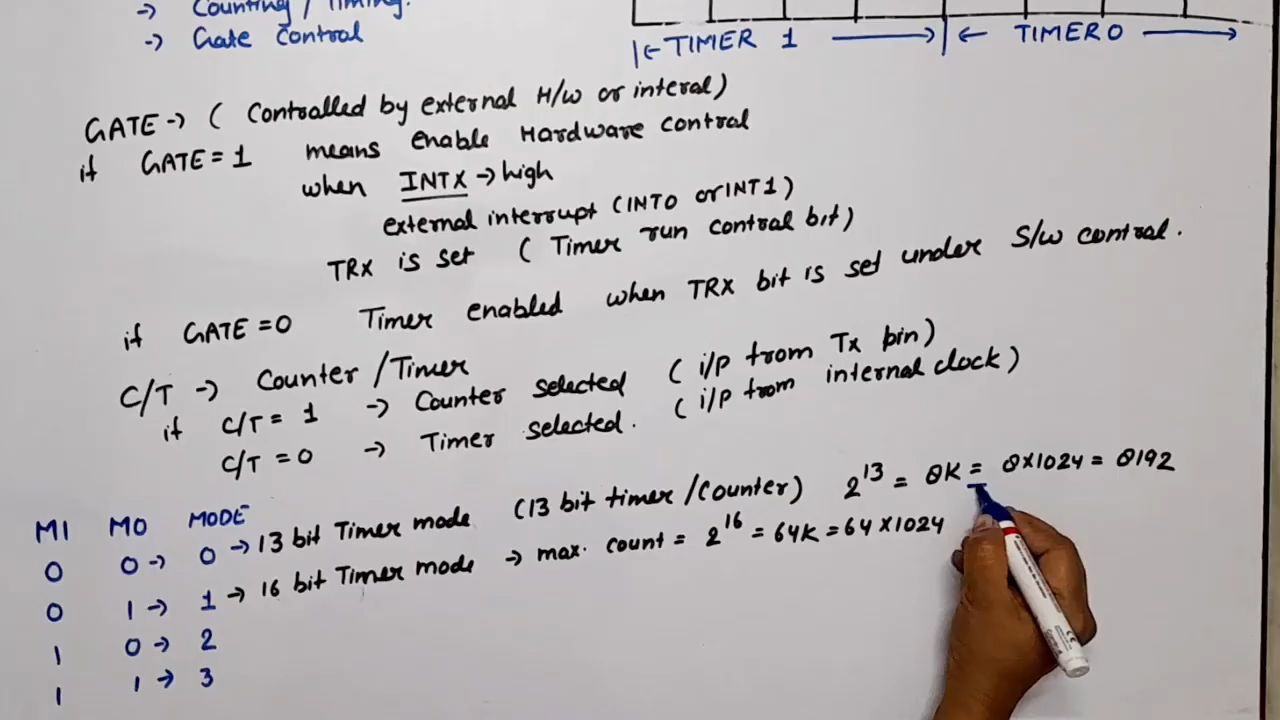 -> Counting / Timing.
-> Gate control
|<- TIMER 1 -> <- TIMER 0 ->
GATE -> ( Controlled by external H/w or interal)
if GATE = 1 means enable Hardware control
when INTX -> high
external interrupt (INT0 or INT1)
TRX is set ( Timer run control bit)
if GATE = 0 Timer enabled when TRX bit is set under S/w control.
C/T -> Counter / Timer
if C/T = 1 -> Counter selected ( i/p from Tx pin)
C/T = 0 -> Timer selected. ( i/p from internal clock)
M1 M0 MODE
0 0 -> 0 -> 13 bit Timer mode (13 bit timer /Counter) 2^13 = 8K = 8x1024 = 8192
0 1 -> 1 -> 16 bit Timer mode -> max. count = 2^16 = 64K = 64 x 1024
1 0 -> 2
1 1 -> 3